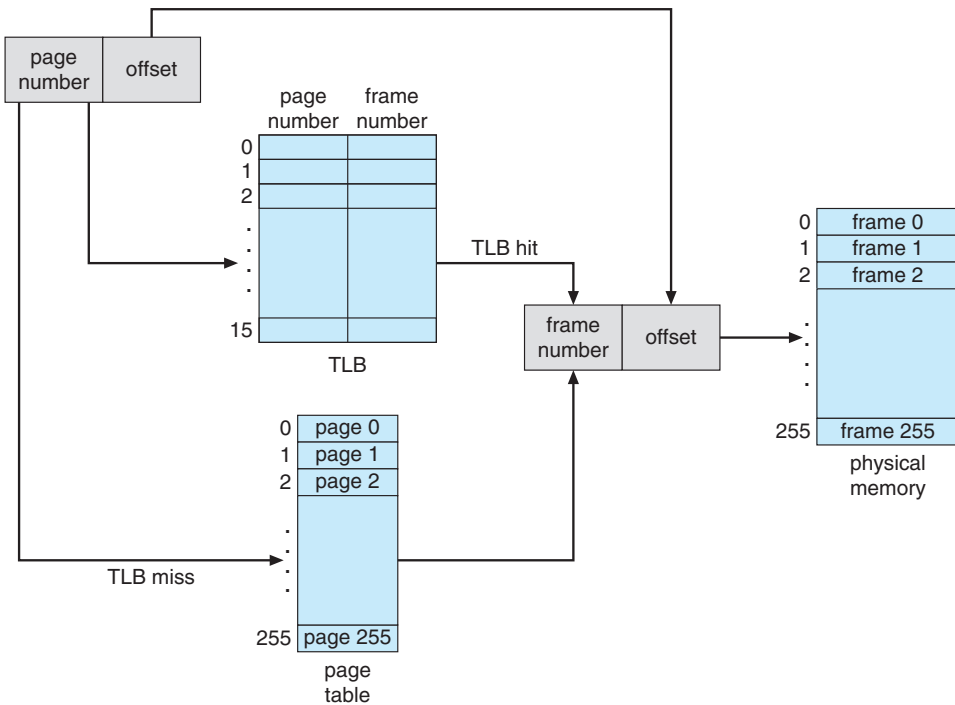 page
number
offset
page
number
frame
number
0
1
2
.
.
.
.
15
TLB
TLB hit
frame
number
offset
0
1
2
.
.
.
.
255
frame 0
frame 1
frame 2
frame 255
physical
memory
0
1
2
.
.
.
.
255
page 0
page 1
page 2
page 255
page
table
TLB miss